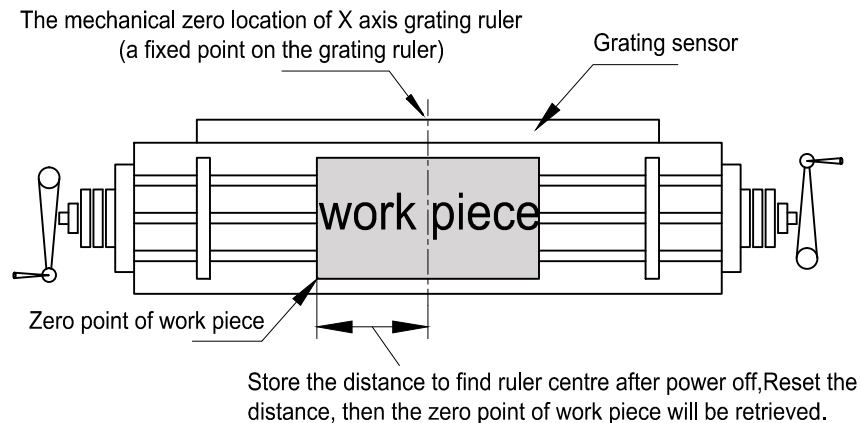 The mechanical zero location of X axis grating ruler
(a fixed point on the grating ruler)
Grating sensor
work piece
Zero point of work piece
Store the distance to find ruler centre after power off,Reset the
distance, then the zero point of work piece will be retrieved.